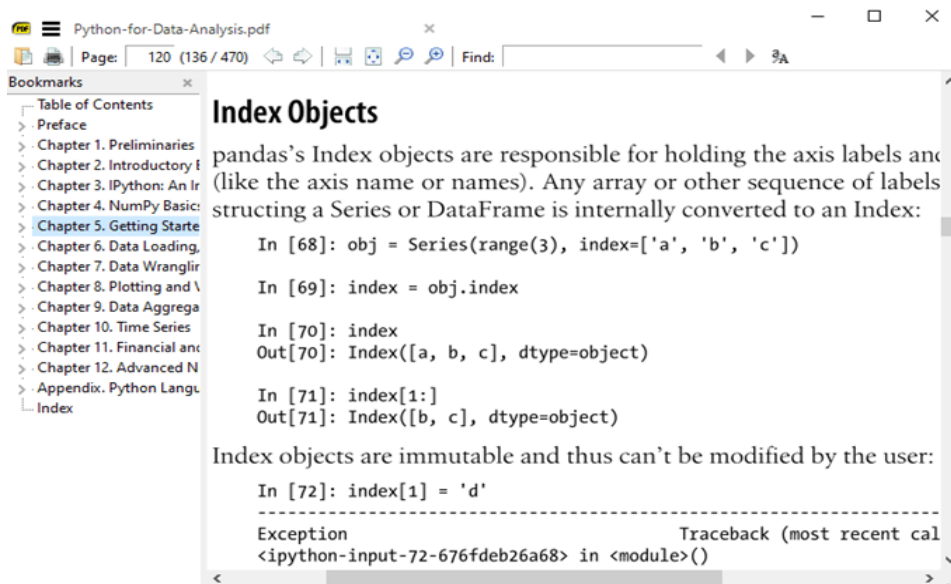 PDF
Python-for-Data-Analysis.pdf
Page: 120 (136 / 470) Find:
Bookmarks
Table of Contents
Preface
Chapter 1. Preliminaries
Chapter 2. Introductory
Chapter 3. IPython: An
Chapter 4. NumPy Basics
Chapter 5. Getting Starte
Chapter 6. Data Loading,
Chapter 7. Data Wranglin
Chapter 8. Plotting and
Chapter 9. Data Aggrega
Chapter 10. Time Series
Chapter 11. Financial and
Chapter 12. Advanced N
Appendix. Python Langu
Index
Index Objects
pandas's Index objects are responsible for holding the axis labels and
(like the axis name or names). Any array or other sequence of labels
structing a Series or DataFrame is internally converted to an Index:
In [68]: obj = Series(range(3), index=['a', 'b', 'c'])
In [69]: index = obj.index
In [70]: index
Out[70]: Index([a, b, c], dtype=object)
In [71]: index[1:]
Out[71]: Index([b, c], dtype=object)
Index objects are immutable and thus can't be modified by the user:
In [72]: index[1] = 'd'
---------------------------------------------------------------------------
Exception Traceback (most recent cal
<ipython-input-72-676fdeb26a68> in <module>()